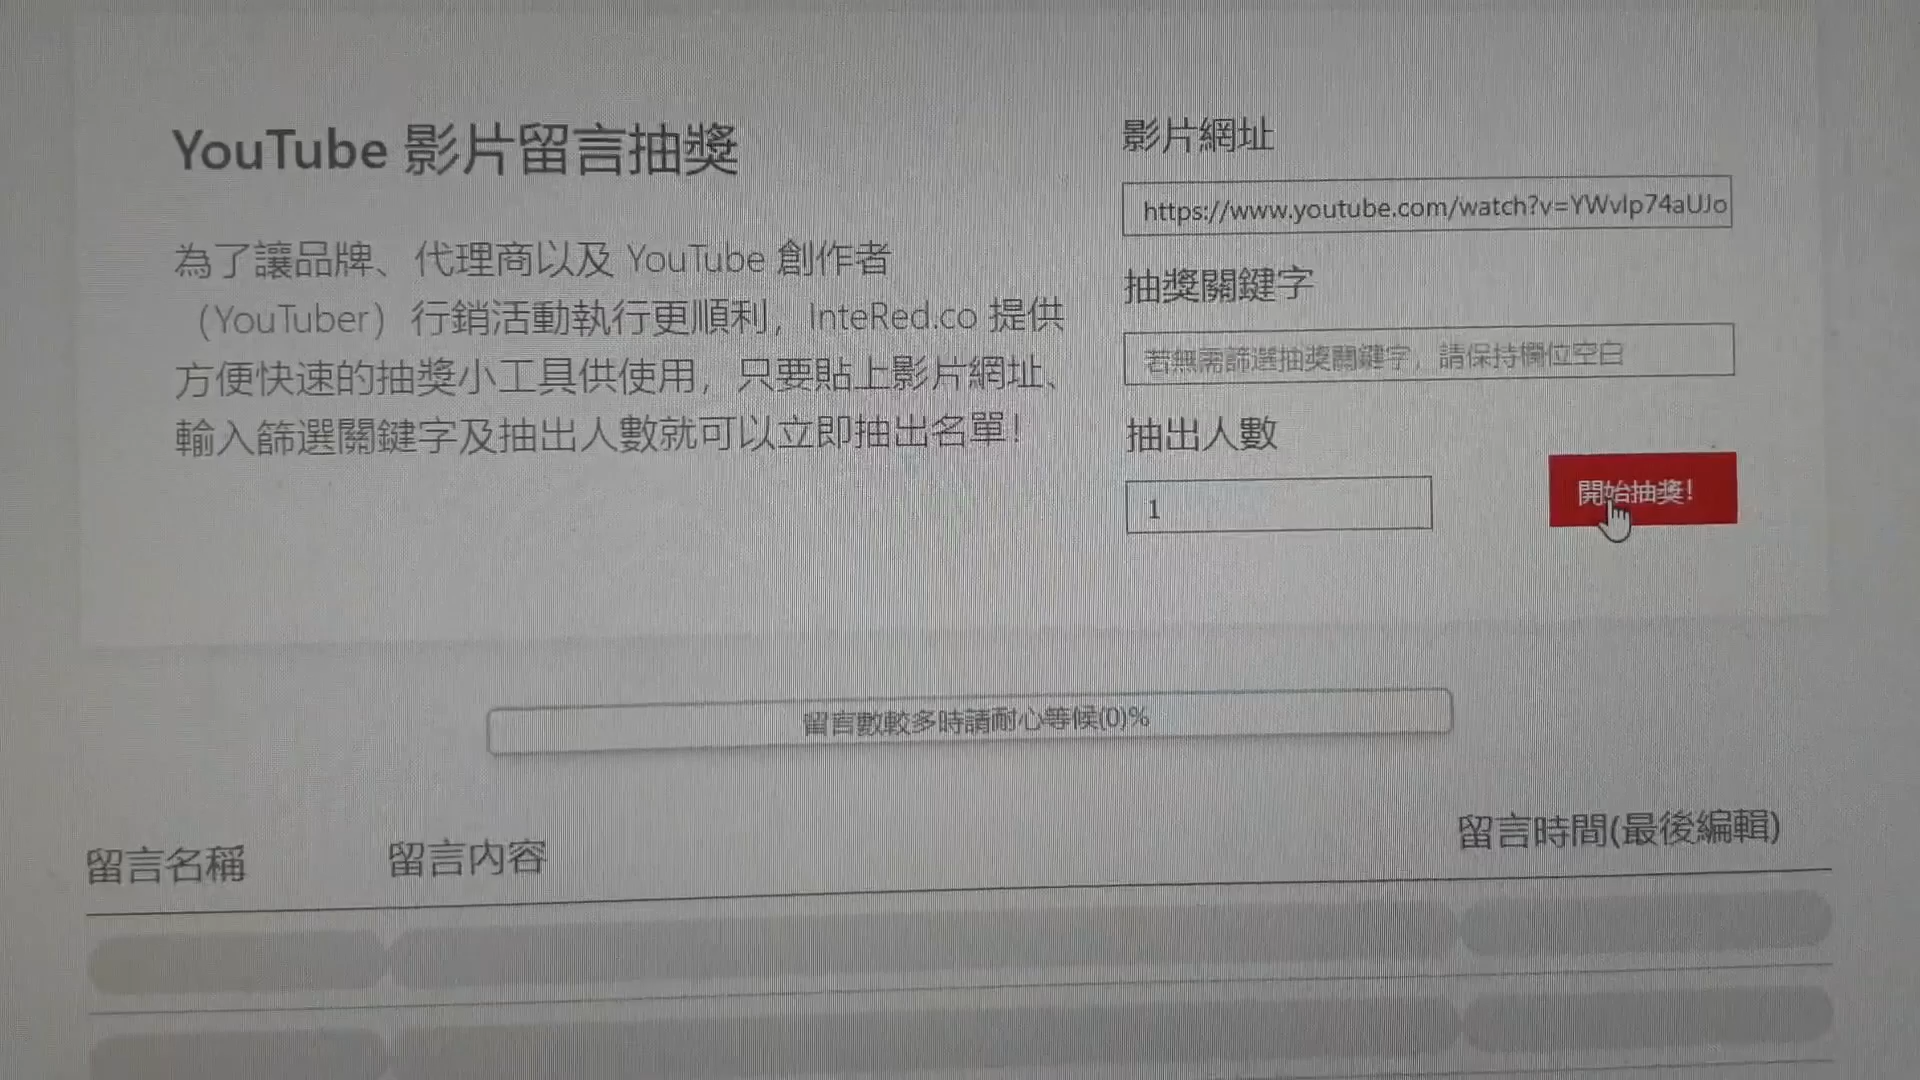 YouTube 影片留言抽獎
為了讓品牌、代理商以及 YouTube 創作者
（YouTuber）行銷活動執行更順利，InteRed.co 提供
方便快速的抽獎小工具供使用，只要貼上影片網址、
輸入篩選關鍵字及抽出人數就可以立即抽出名單！
影片網址
https://www.youtube.com/watch?v=YWvlp74aUJo
抽獎關鍵字
若無需篩選抽獎關鍵字，請保持欄位空白
抽出人數
1
開始抽獎!
留言數較多時請耐心等候(0)%
留言名稱
留言內容
留言時間(最後編輯)